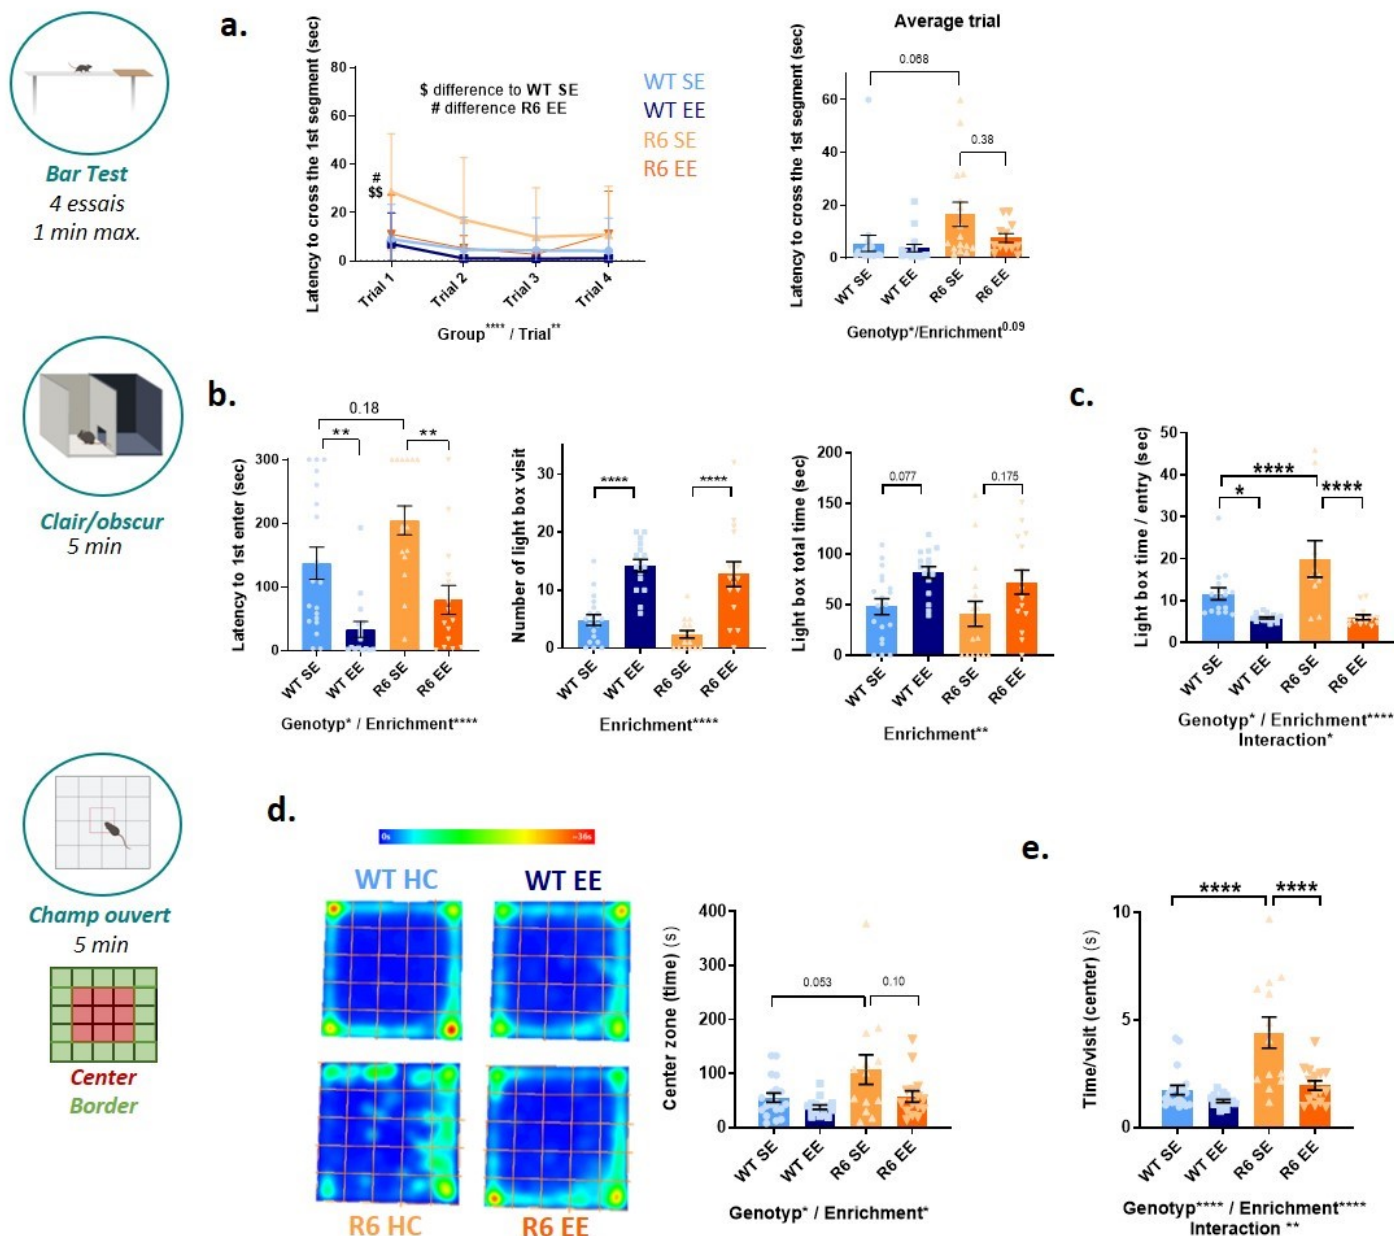 a.
Bar Test
4 essais
1 min max.
Latency to cross the 1st segment (sec)
80
60
40
20
0
$ difference to WT SE
# difference R6 EE
#
$$
Trial 1
Trial 2
Trial 3
Trial 4
Group**** / Trial**
WT SE
WT EE
R6 SE
R6 EE
Average trial
Latency to cross the 1st segment (sec)
60
40
20
0
0.068
0.38
WT SE
WT EE
R6 SE
R6 EE
Genotyp*/Enrichment0.09
Clair/obscur
5 min
b.
Latency to 1st enter (sec)
300
200
100
0
0.18
**
**
WT SE
WT EE
R6 SE
R6 EE
Genotyp* / Enrichment****
Number of light box visit
30
20
10
0
****
****
WT SE
WT EE
R6 SE
R6 EE
Enrichment****
Light box total time (sec)
200
150
100
50
0
0.077
0.175
WT SE
WT EE
R6 SE
R6 EE
Enrichment**
c.
Light box time / entry (sec)
50
40
30
20
10
0
****
*
****
WT SE
WT EE
R6 SE
R6 EE
Genotyp* / Enrichment****
Interaction*
Champ ouvert
5 min
Center
Border
d.
0s
~36s
WT HC
WT EE
R6 HC
R6 EE
Center zone (time) (s)
400
300
200
100
0
0.053
0.10
WT SE
WT EE
R6 SE
R6 EE
Genotyp* / Enrichment*
e.
Time/visit (center) (s)
10
5
0
****
****
WT SE
WT EE
R6 SE
R6 EE
Genotyp**** / Enrichment****
Interaction **